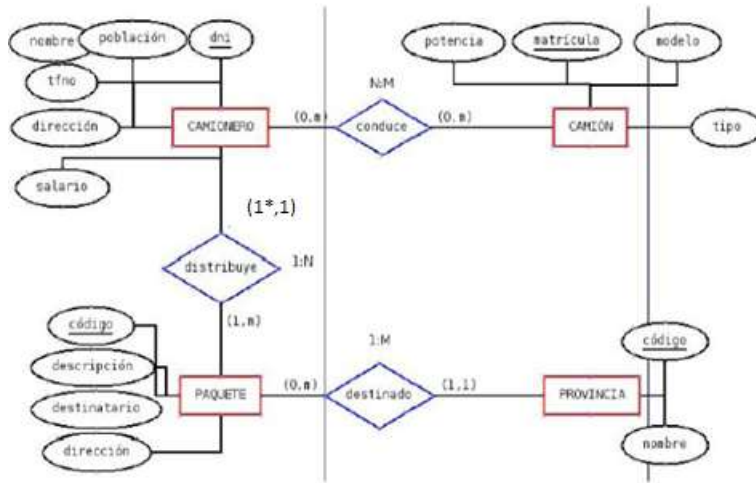 nombre
población
dni
tfno
dirección
salario
CAMIONERO
(0,m)
N:M
conduce
(0,m)
potencia
matrícula
modelo
CAMIÓN
tipo
(1*,1)
distribuye
1:N
(1,m)
código
descripción
destinatario
dirección
PAQUETE
(0,m)
1:M
destinado
(1,1)
PROVINCIA
código
nombre